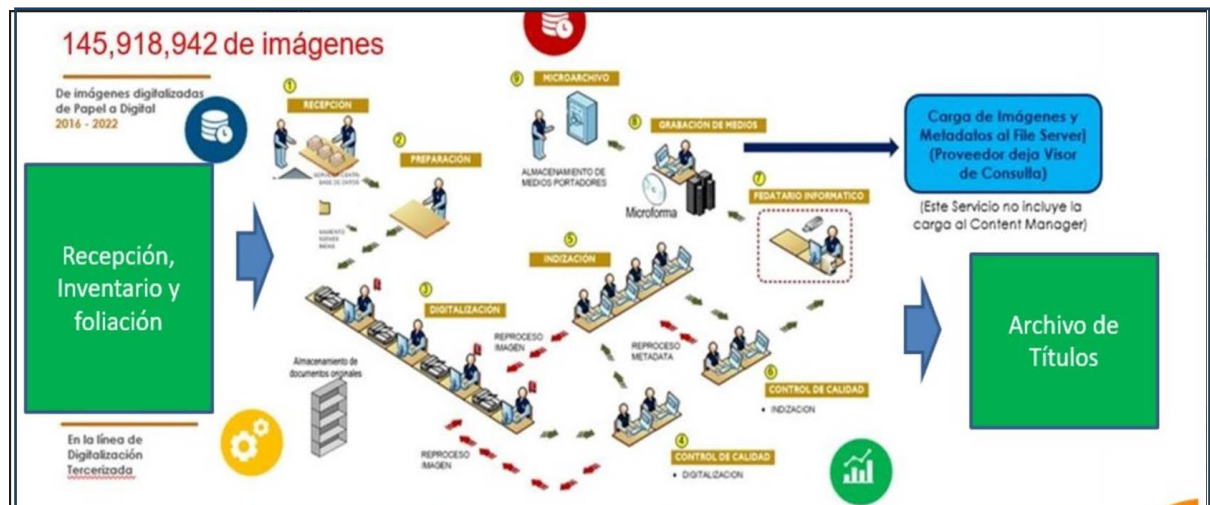 145,918,942 de imágenes
De imágenes digitalizadas
de Papel a Digital
2016 - 2022
Recepción,
Inventario y
foliación
En la línea de
Digitalización
Tercerizada
1
RECEPCIÓN
BASE DE DATOS
2
PREPARACIÓN
3
DIGITALIZACIÓN
Almacenamiento de
documentos originales
REPROCESO
IMAGEN
REPROCESO
IMAGEN
4
CONTROL DE CALIDAD
• DIGITALIZACION
5
INDIZACIÓN
REPROCESO
METADATA
6
CONTROL DE CALIDAD
• INDIZACION
7
FEDATARIO INFORMATICO
8
GRABACIÓN DE MEDIOS
Microforma
9
MICROARCHIVO
ALMACENAMIENTO DE
MEDIOS PORTADORES
Carga de Imágenes y
Metadatos al File Server)
(Proveedor deja Visor
de Consulta)
(Este Servicio no incluye la
carga al Content Manager)
Archivo de
Títulos